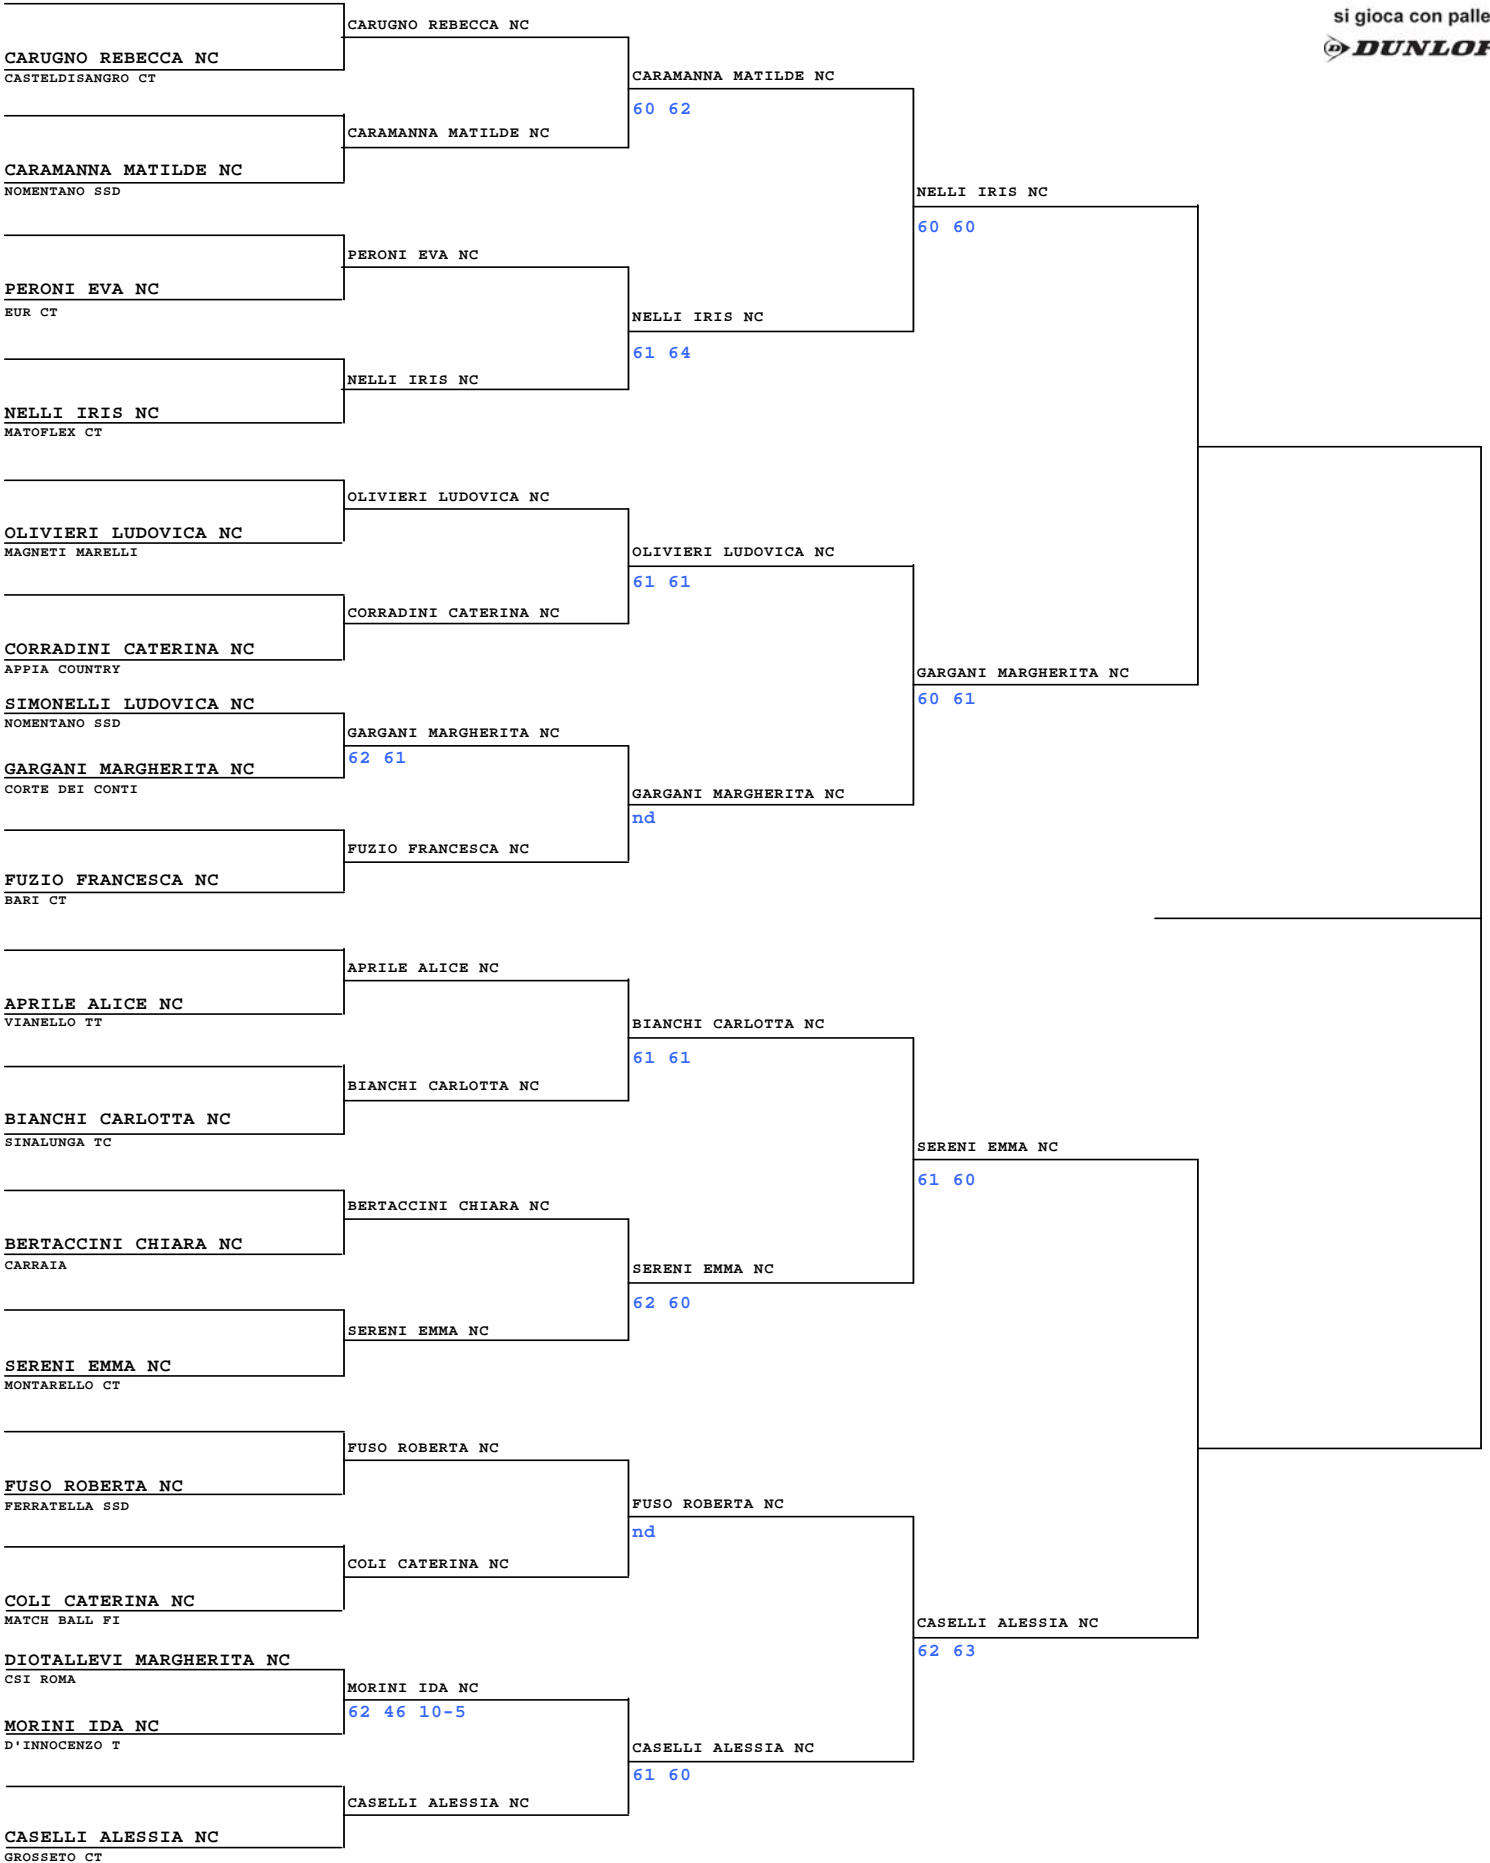 si gioca con palle
DUNLOP
CARUGNO REBECCA NC
CASTELDISANGRO CT
CARAMANNA MATILDE NC
NOMENTANO SSD
PERONI EVA NC
EUR CT
NELLI IRIS NC
MATOFLEX CT
OLIVIERI LUDOVICA NC
MAGNETI MARELLI
CORRADINI CATERINA NC
APPIA COUNTRY
SIMONELLI LUDOVICA NC
NOMENTANO SSD
GARGANI MARGHERITA NC
CORTE DEI CONTI
FUZIO FRANCESCA NC
BARI CT
APRILE ALICE NC
VIANELLO TT
BIANCHI CARLOTTA NC
SINALUNGA TC
BERTACCINI CHIARA NC
CARRAIA
SERENI EMMA NC
MONTARELLO CT
FUSO ROBERTA NC
FERRATELLA SSD
COLI CATERINA NC
MATCH BALL FI
DIOTALLEVI MARGHERITA NC
CSI ROMA
MORINI IDA NC
D'INNOCENZO T
CASELLI ALESSIA NC
GROSSETO CT
CARUGNO REBECCA NC
CARAMANNA MATILDE NC
PERONI EVA NC
NELLI IRIS NC
OLIVIERI LUDOVICA NC
CORRADINI CATERINA NC
GARGANI MARGHERITA NC
62 61
FUZIO FRANCESCA NC
APRILE ALICE NC
BIANCHI CARLOTTA NC
BERTACCINI CHIARA NC
SERENI EMMA NC
FUSO ROBERTA NC
COLI CATERINA NC
MORINI IDA NC
62 46 10-5
CASELLI ALESSIA NC
CARAMANNA MATILDE NC
60 62
NELLI IRIS NC
61 64
OLIVIERI LUDOVICA NC
61 61
GARGANI MARGHERITA NC
nd
BIANCHI CARLOTTA NC
61 61
SERENI EMMA NC
62 60
FUSO ROBERTA NC
nd
CASELLI ALESSIA NC
61 60
NELLI IRIS NC
60 60
GARGANI MARGHERITA NC
60 61
SERENI EMMA NC
61 60
CASELLI ALESSIA NC
62 63